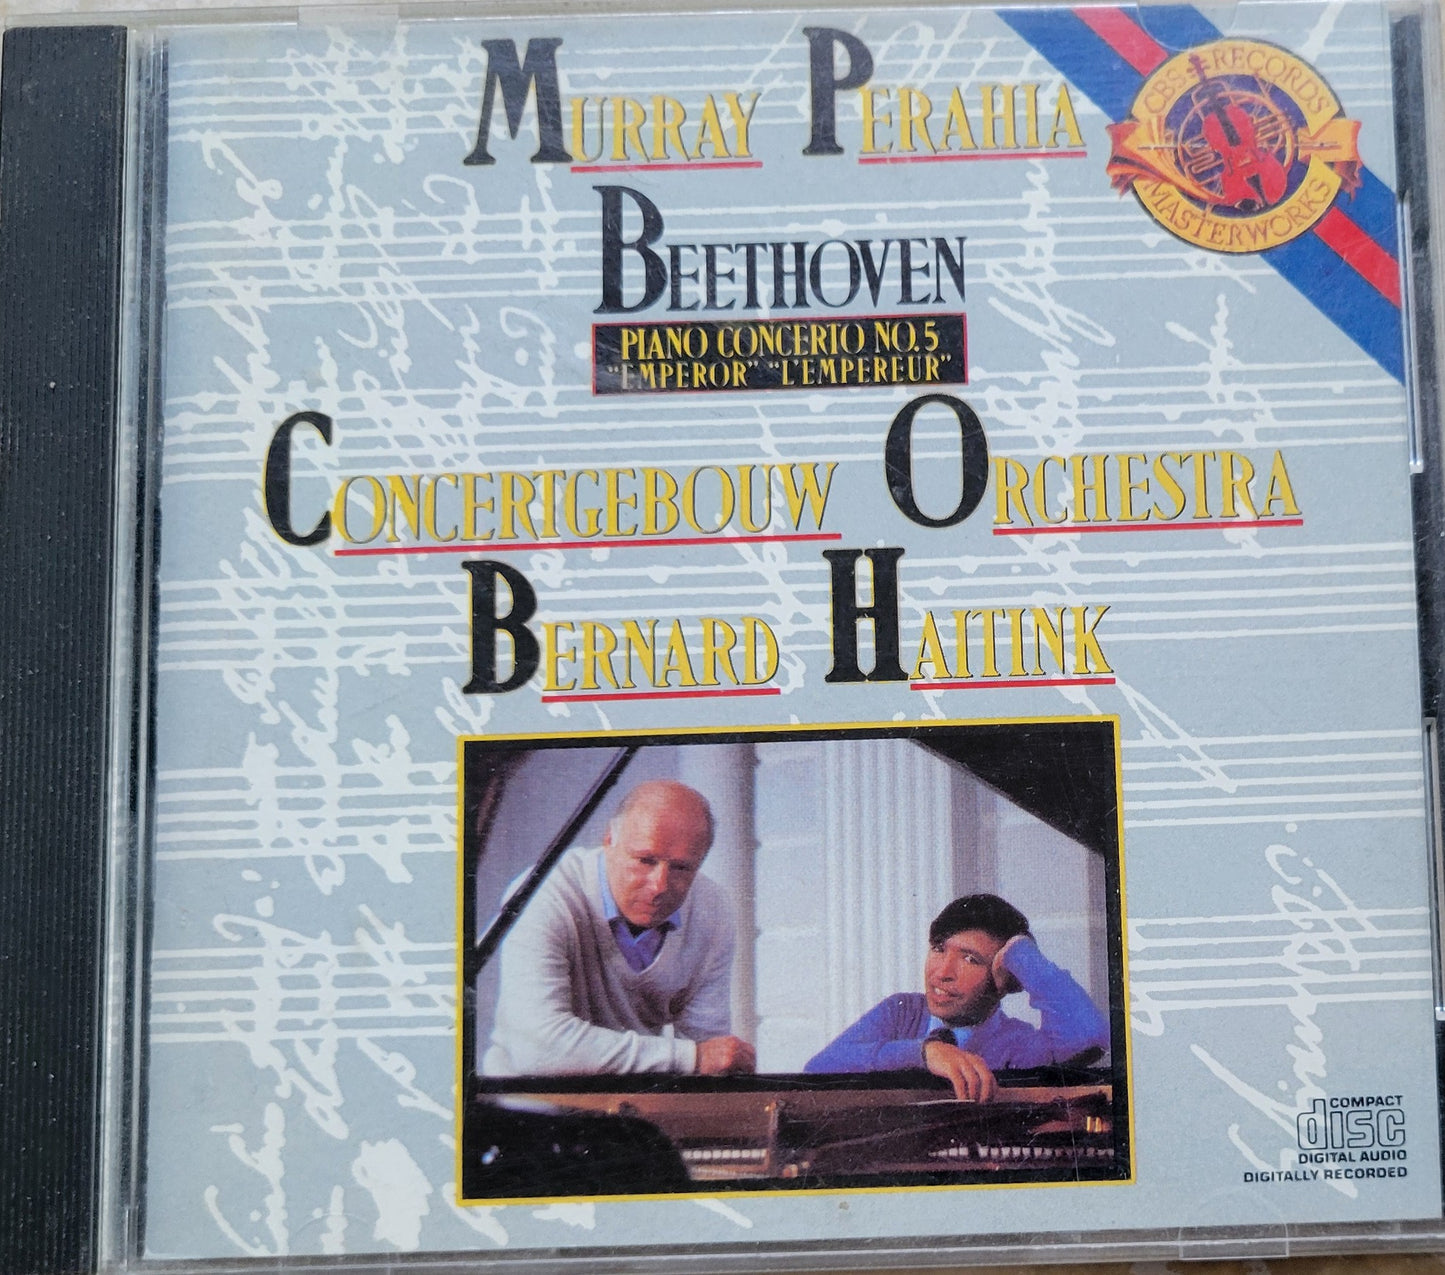 MURRAY PERAHIA
CBS RECORDS
MASTERWORKS
BEETHOVEN
PIANO CONCERTO NO.5
"EMPEROR" "L'EMPEREUR"
CONCERTGEBOUW ORCHESTRA
BERNARD HAITINK
COMPACT
disc
DIGITAL AUDIO
DIGITALLY RECORDED